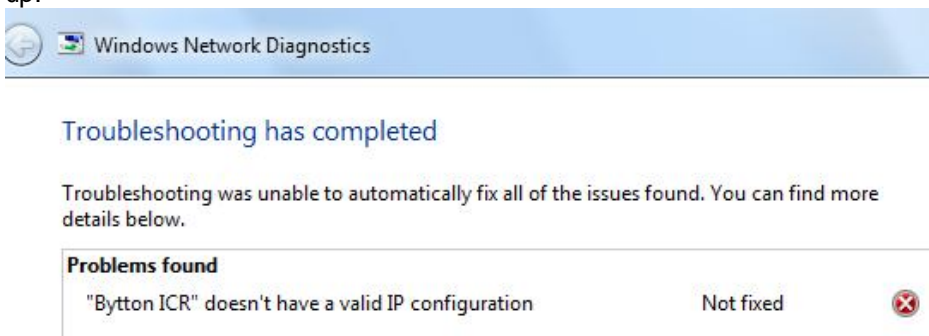 up.
Windows Network Diagnostics
Troubleshooting has completed
Troubleshooting was unable to automatically fix all of the issues found. You can find more
details below.
Problems found
"Bytton ICR" doesn't have a valid IP configuration Not fixed